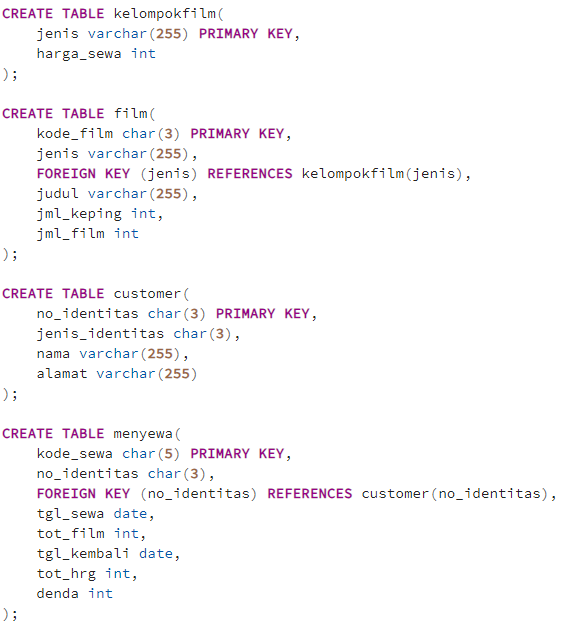 CREATE TABLE kelompokfilm(
    jenis varchar(255) PRIMARY KEY,
    harga_sewa int
);

CREATE TABLE film(
    kode_film char(3) PRIMARY KEY,
    jenis varchar(255),
    FOREIGN KEY (jenis) REFERENCES kelompokfilm(jenis),
    judul varchar(255),
    jml_keping int,
    jml_film int
);

CREATE TABLE customer(
    no_identitas char(3) PRIMARY KEY,
    jenis_identitas char(3),
    nama varchar(255),
    alamat varchar(255)
);

CREATE TABLE menyewa(
    kode_sewa char(5) PRIMARY KEY,
    no_identitas char(3),
    FOREIGN KEY (no_identitas) REFERENCES customer(no_identitas),
    tgl_sewa date,
    tot_film int,
    tgl_kembali date,
    tot_hrg int,
    denda int
);